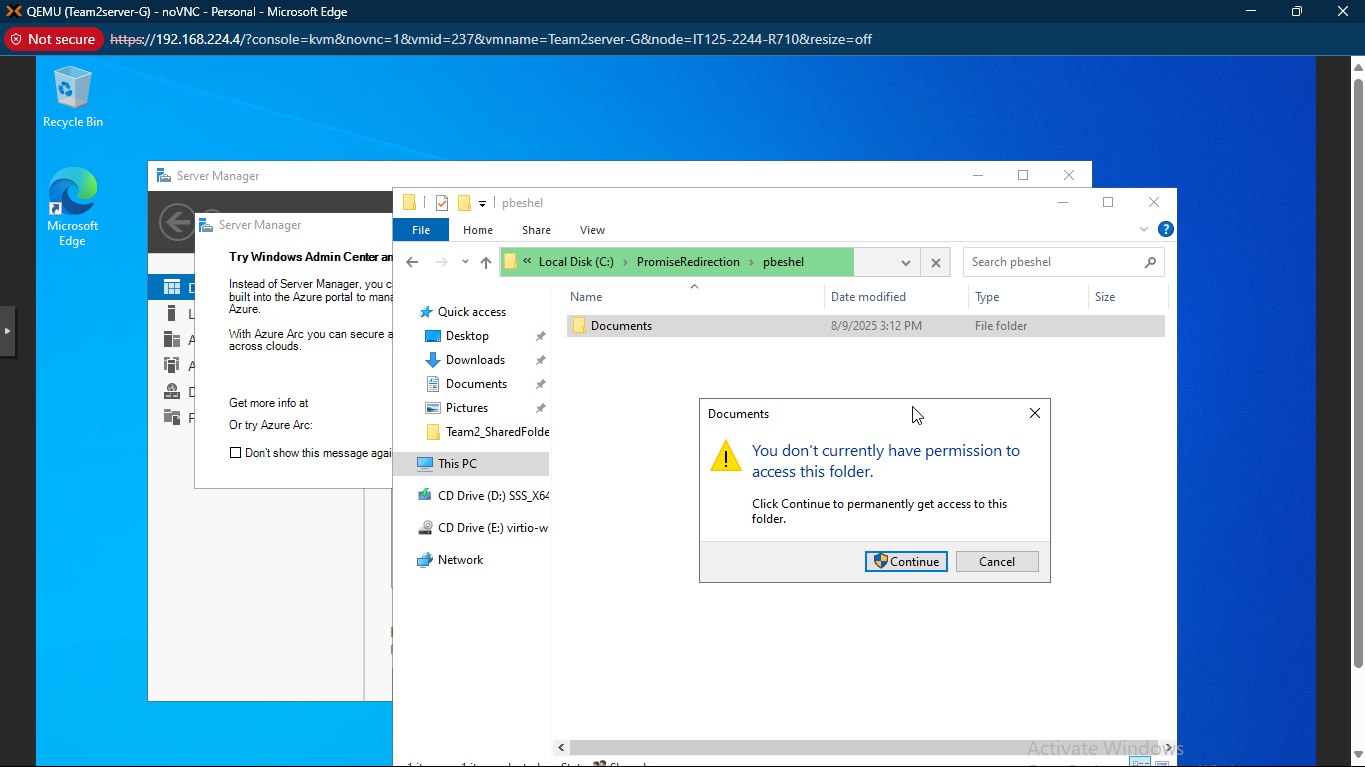 QEMU (Team2server-G) - noVNC - Personal - Microsoft Edge
Not secure
https://192.168.224.4/?console=kvm&novnc=1&vmid=237&vmname=Team2server-G&node=IT125-2244-R710&resize=off
Recycle Bin
Microsoft
Edge
Server Manager
Server Manager
Try Windows Admin Center an
Instead of Server Manager, you c
built into the Azure portal to mana
Azure.
With Azure Arc you can secure a
across clouds.
Get more info at
Or try Azure Arc:
Don't show this message agai
pbeshel
File Home Share View
« Local Disk (C:) › PromiseRedirection › pbeshel
Search pbeshel
Name Date modified Type Size
Documents 8/9/2025 3:12 PM File folder
Quick access
Desktop
Downloads
Documents
Pictures
Team2_SharedFolde
This PC
CD Drive (D:) SSS_X64
CD Drive (E:) virtio-w
Network
Documents
You don't currently have permission to
access this folder.
Click Continue to permanently get access to this
folder.
Continue Cancel
Activate Windows